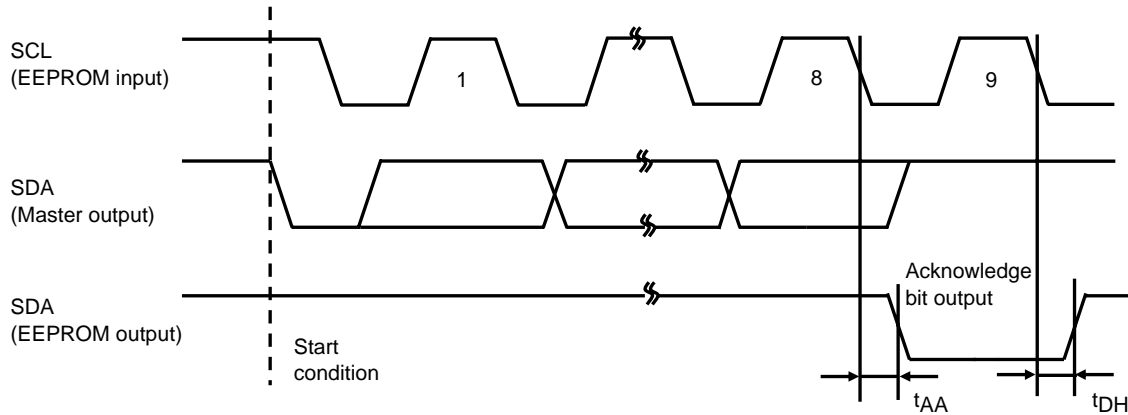 SCL
(EEPROM input)
1
8
9
SDA
(Master output)
SDA
(EEPROM output)
Acknowledge
bit output
Start
condition
tAA
tDH